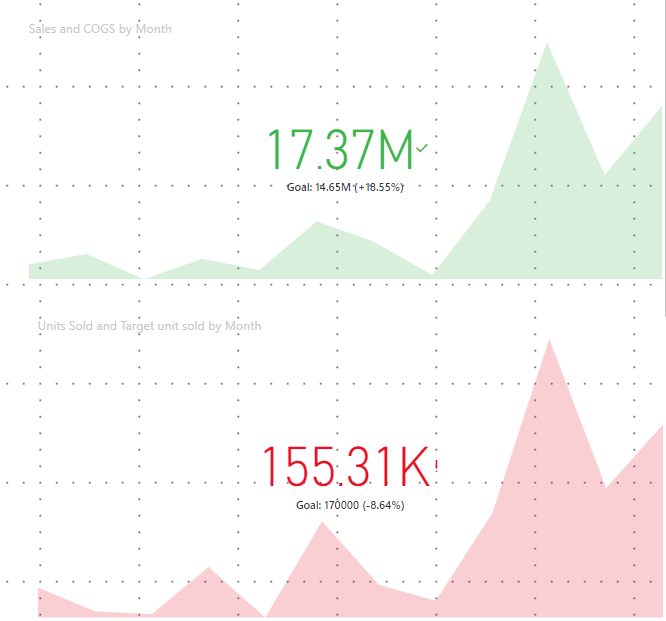 Sales and COGS by Month
17.37M✓
Goal: 14.65M (+18.55%)
Units Sold and Target unit sold by Month
155.31K!
Goal: 170000 (-8.64%)